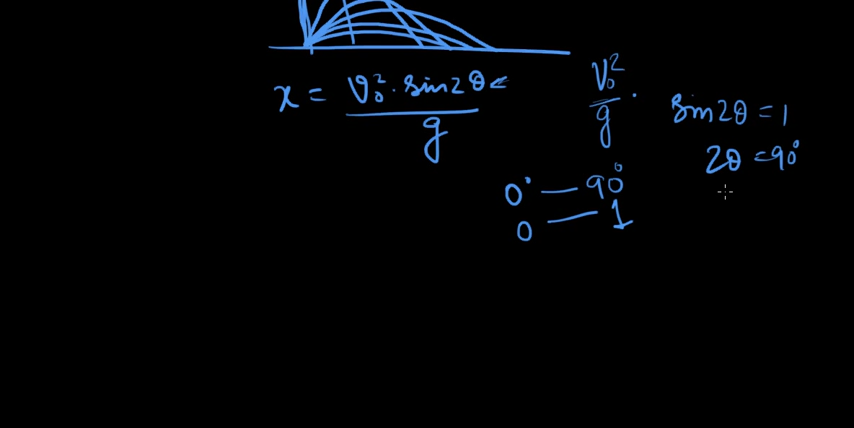 x = v₀² · sin2θ / g
v₀² / g ·
sin2θ = 1
2θ = 90°
0° — 90°
0 — 1